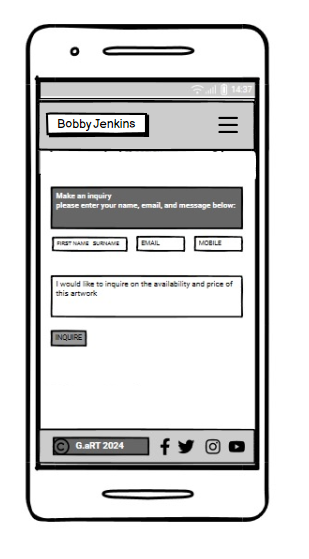 14:37
Bobby Jenkins
Make an inquiry
please enter your name, email, and message below:
FIRST NAME SURNAME EMAIL MOBILE
I would like to inquire on the availability and price of
this artwork
INQUIRE
© G.aRT 2024